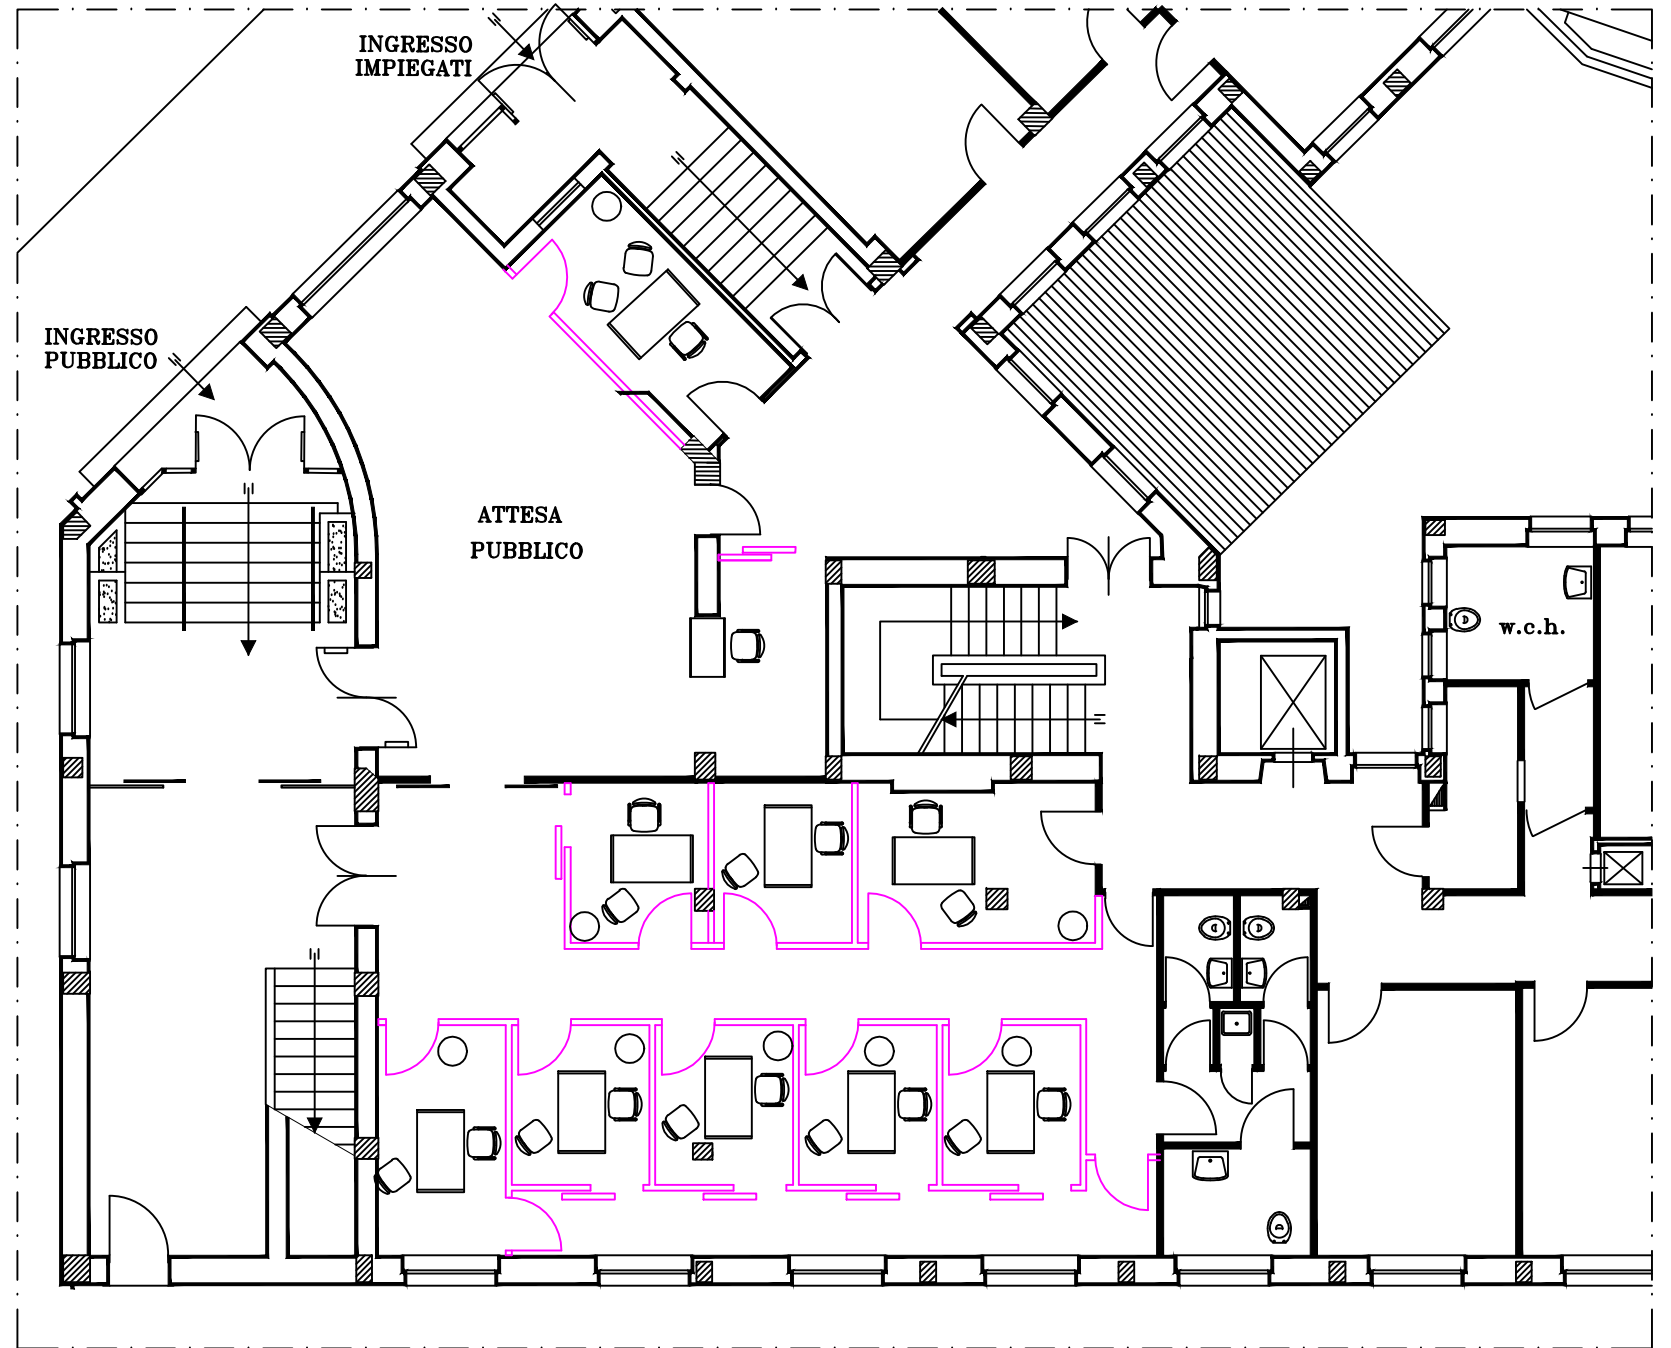 INGRESSO
IMPIEGATI
INGRESSO
PUBBLICO
ATTESA
PUBBLICO
w.c.h.